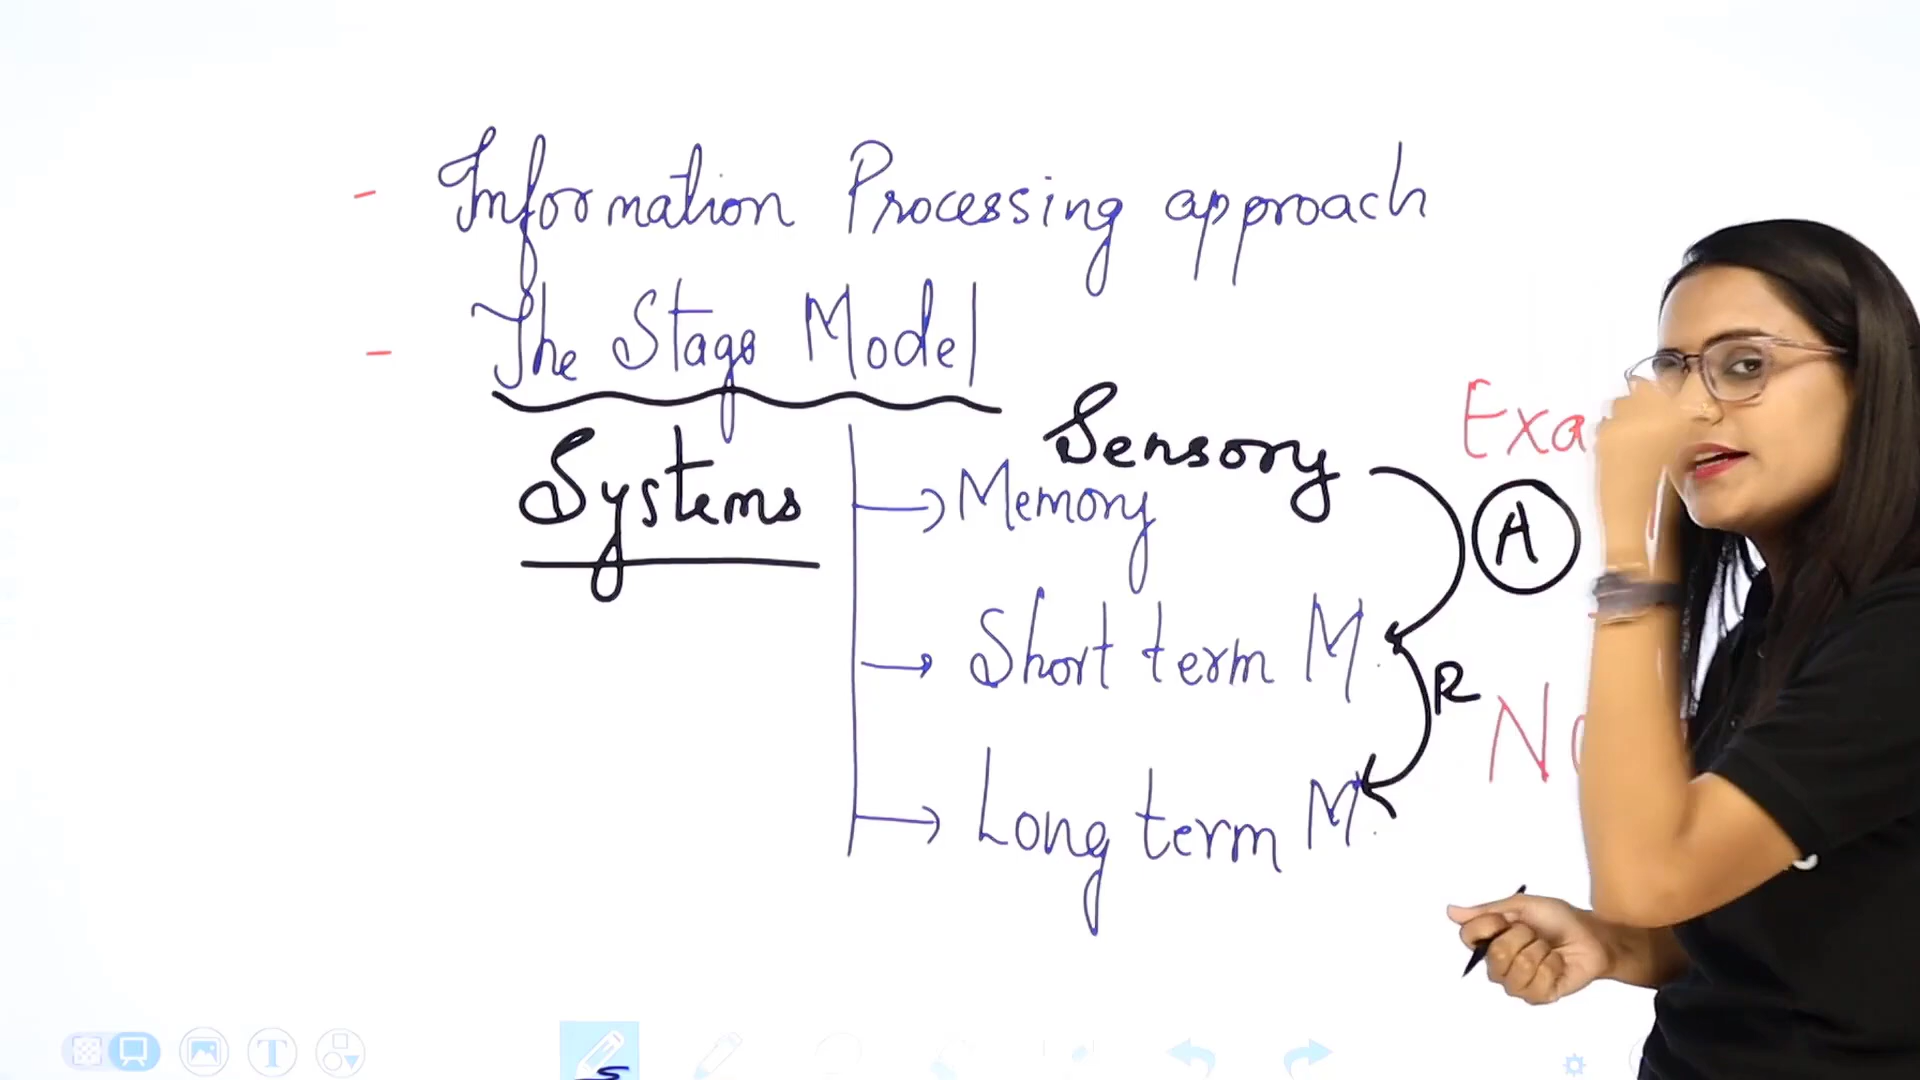 - Information Processing approach
- The Stage Model
Systems
Sensory
Memory
Short term M.
Long term M.
A
R